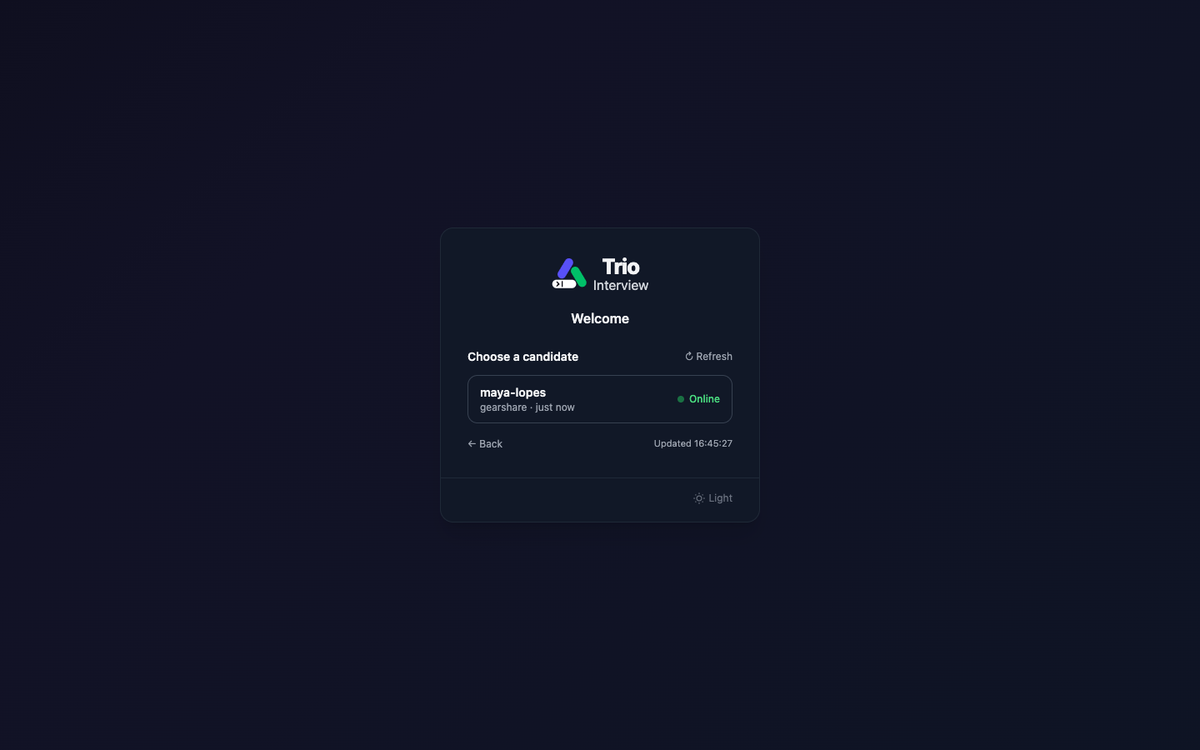 Trio
Interview
Welcome
Choose a candidate
↻ Refresh
maya-lopes
gearshare · just now
Online
← Back
Updated 16:45:27
Light